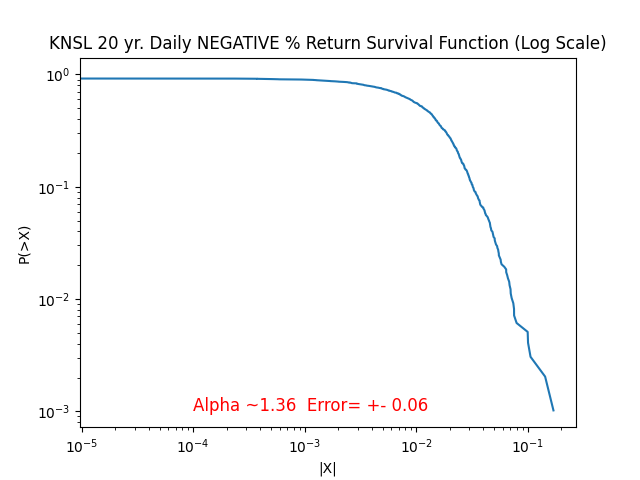 KNSL 20 yr. Daily NEGATIVE % Return Survival Function (Log Scale)
10⁰
10⁻¹
10⁻²
10⁻³
P(>X)
Alpha ~1.36  Error= +- 0.06
10⁻⁵ 10⁻⁴ 10⁻³ 10⁻² 10⁻¹
|X|